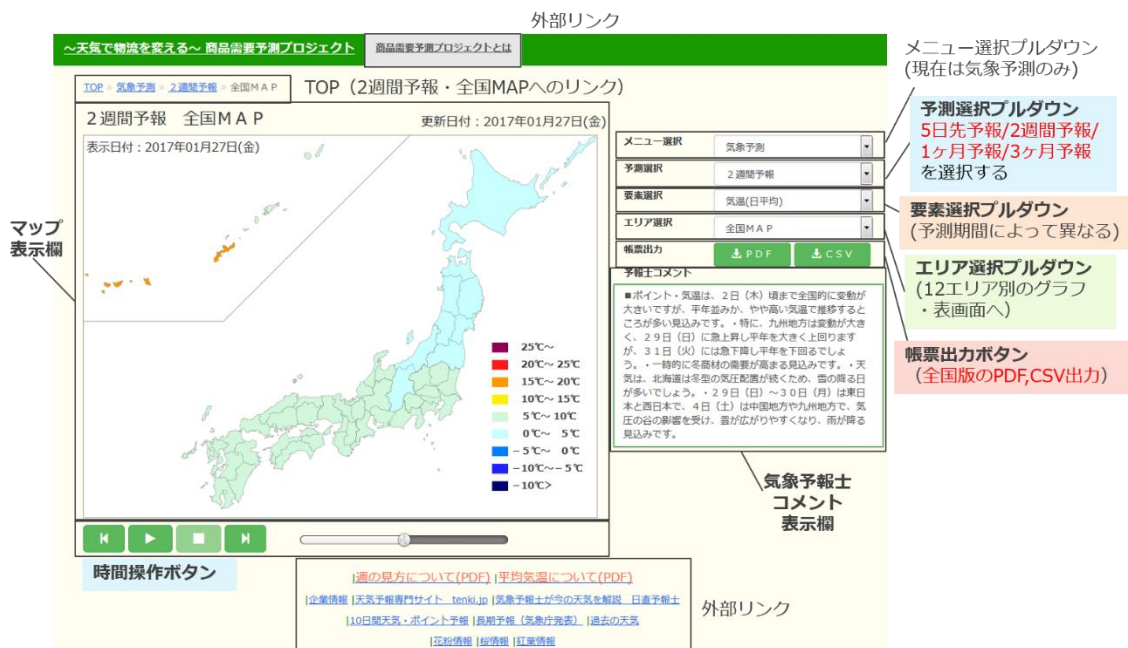 外部リンク
～天気で物流を変える～ 商品需要予測プロジェクト
商品需要予測プロジェクトとは
TOP » 気象予測 » ２週間予報 » 全国ＭＡＰ
TOP（2週間予報・全国MAPへのリンク）
２週間予報　全国ＭＡＰ
更新日付：2017年01月27日(金)
表示日付：2017年01月27日(金)
マップ
表示欄
25℃～
20℃～ 25℃
15℃～ 20℃
10℃～ 15℃
5℃～ 10℃
0℃～ 5℃
－5℃～ 0℃
－10℃～－5℃
－10℃>
時間操作ボタン
メニュー選択
気象予測
予測選択
２週間予報
要素選択
気温(日平均)
エリア選択
全国ＭＡＰ
帳票出力
ＰＤＦ
ＣＳＶ
予報士コメント
■ポイント・気温は、２日（木）頃まで全国的に変動が
大きいですが、平年並みか、やや高い気温で推移すると
ころが多い見込みです。・特に、九州地方は変動が大き
く、２９日（日）に急上昇し平年を大きく上回ります
が、３１日（火）には急下降し平年を下回るでしょ
う。・一時的に冬商材の需要が高まる見込みです。・天
気は、北海道は冬型の気圧配置が続くため、雪の降る日
が多いでしょう。・２９日（日）～３０日（月）は東日
本と西日本で、４日（土）は中国地方や九州地方で、気
圧の谷の影響を受け、雲が広がりやすくなり、雨が降る
見込みです。
気象予報士
コメント
表示欄
メニュー選択プルダウン
(現在は気象予測のみ)
予測選択プルダウン
5日先予報/2週間予報/
1ヶ月予報/3ヶ月予報
を選択する
要素選択プルダウン
(予測期間によって異なる)
エリア選択プルダウン
(12エリア別のグラフ
・表画面へ)
帳票出力ボタン
（全国版のPDF,CSV出力）
|週の見方について(PDF) |平均気温について(PDF)
|企業情報 |天気予報専門サイト　tenki.jp |気象予報士が今の天気を解説　日直予報士
|10日間天気・ポイント予報 |長期予報（気象庁発表） |過去の天気
|花粉情報 |桜情報 |紅葉情報
外部リンク